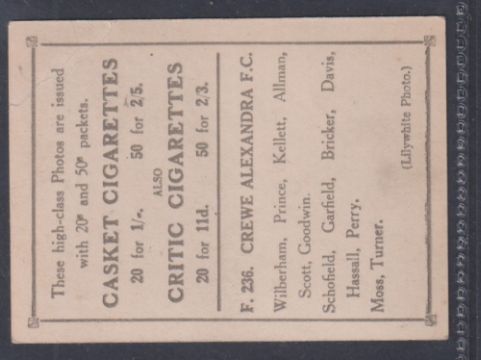 These high-class Photos are issued
with 20s and 50s packets.
CASKET CIGARETTES
20 for 1/-. 50 for 2/5.
ALSO
CRITIC CIGARETTES
20 for 11d. 50 for 2/3.
F. 236. CREWE ALEXANDRA F.C.
Wilberham, Prince, Kellett, Allman,
Scott, Goodwin.
Schofield, Garfield, Bricker, Davis,
Hassall, Perry,
Moss, Turner.
(Lilywhite Photo.)